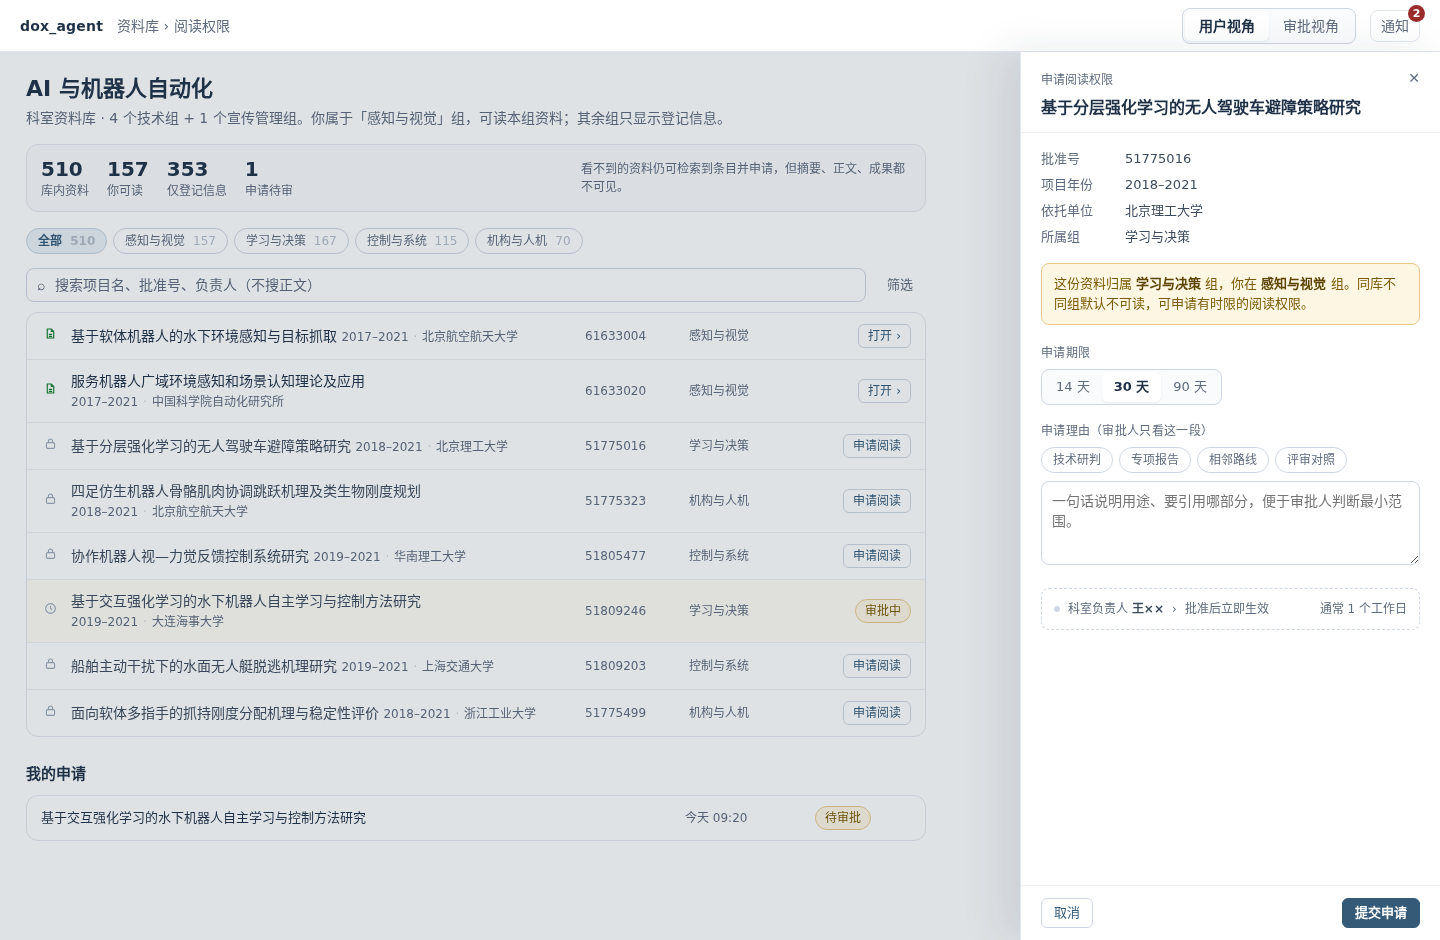 dox_agent 资料库 › 阅读权限
用户视角 审批视角 通知 2
AI 与机器人自动化
科室资料库 · 4 个技术组 + 1 个宣传管理组。你属于「感知与视觉」组，可读本组资料；其余组只显示登记信息。
510 157 353 1
库内资料 你可读 仅登记信息 申请待审
看不到的资料仍可检索到条目并申请，但摘要、正文、成果都
不可见。
全部 510 感知与视觉 157 学习与决策 167 控制与系统 115 机构与人机 70
搜索项目名、批准号、负责人（不搜正文） 筛选
基于软体机器人的水下环境感知与目标抓取 2017–2021 · 北京航空航天大学 61633004 感知与视觉 打开 ›
服务机器人广域环境感知和场景认知理论及应用
2017–2021 · 中国科学院自动化研究所 61633020 感知与视觉 打开 ›
基于分层强化学习的无人驾驶车避障策略研究 2018–2021 · 北京理工大学 51775016 学习与决策 申请阅读
四足仿生机器人骨骼肌肉协调跳跃机理及类生物刚度规划
2018–2021 · 北京航空航天大学 51775323 机构与人机 申请阅读
协作机器人视—力觉反馈控制系统研究 2019–2021 · 华南理工大学 51805477 控制与系统 申请阅读
基于交互强化学习的水下机器人自主学习与控制方法研究
2019–2021 · 大连海事大学 51809246 学习与决策 审批中
船舶主动干扰下的水面无人艇脱逃机理研究 2019–2021 · 上海交通大学 51809203 控制与系统 申请阅读
面向软体多指手的抓持刚度分配机理与稳定性评价 2018–2021 · 浙江工业大学 51775499 机构与人机 申请阅读
我的申请
基于交互强化学习的水下机器人自主学习与控制方法研究 今天 09:20 待审批
申请阅读权限 ✕
基于分层强化学习的无人驾驶车避障策略研究
批准号 51775016
项目年份 2018–2021
依托单位 北京理工大学
所属组 学习与决策
这份资料归属 学习与决策 组，你在 感知与视觉 组。同库不
同组默认不可读，可申请有时限的阅读权限。
申请期限
14 天 30 天 90 天
申请理由（审批人只看这一段）
技术研判 专项报告 相邻路线 评审对照
一句话说明用途、要引用哪部分，便于审批人判断最小范
围。
科室负责人 王×× › 批准后立即生效 通常 1 个工作日
取消 提交申请